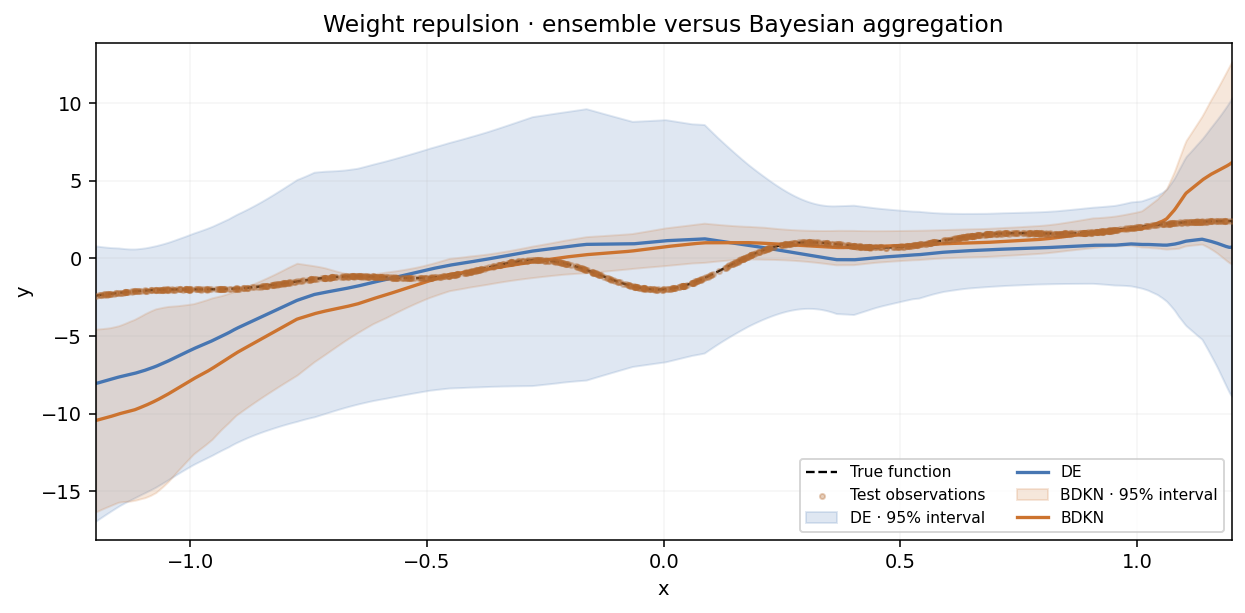 Weight repulsion · ensemble versus Bayesian aggregation
y
10
5
0
−5
−10
−15
−1.0
−0.5
0.0
0.5
1.0
x
True function
Test observations
DE · 95% interval
DE
BDKN · 95% interval
BDKN